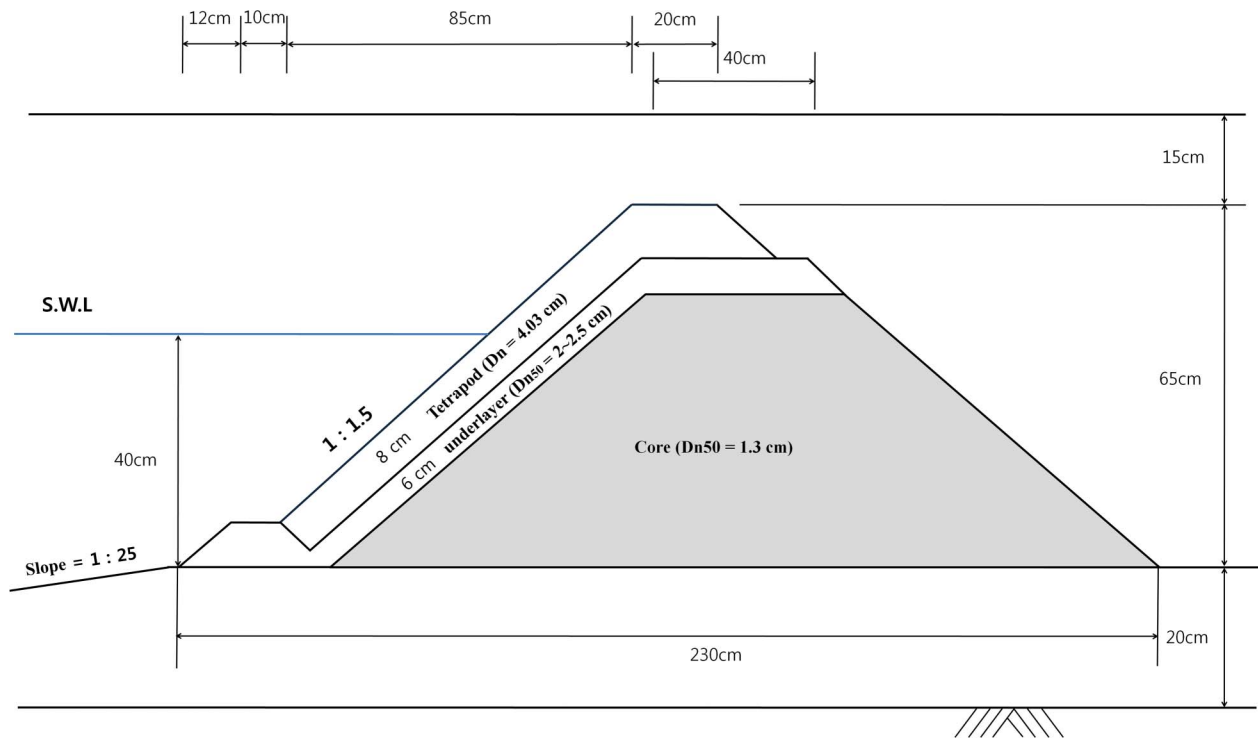 12cm
10cm
85cm
20cm
40cm
15cm
S.W.L
65cm
1 : 1.5
8 cm Tetrapod (Dn = 4.03 cm)
6 cm underlayer (Dn50 = 2~2.5 cm)
Core (Dn50 = 1.3 cm)
40cm
Slope = 1 : 25
20cm
230cm